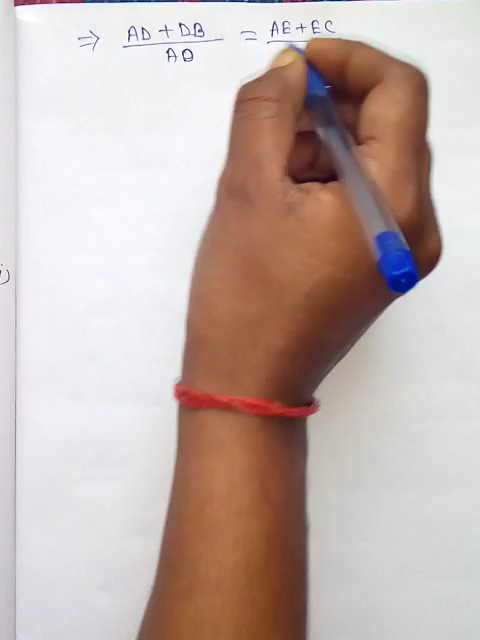 ⇒ AD + DB / AD = AE + EC /